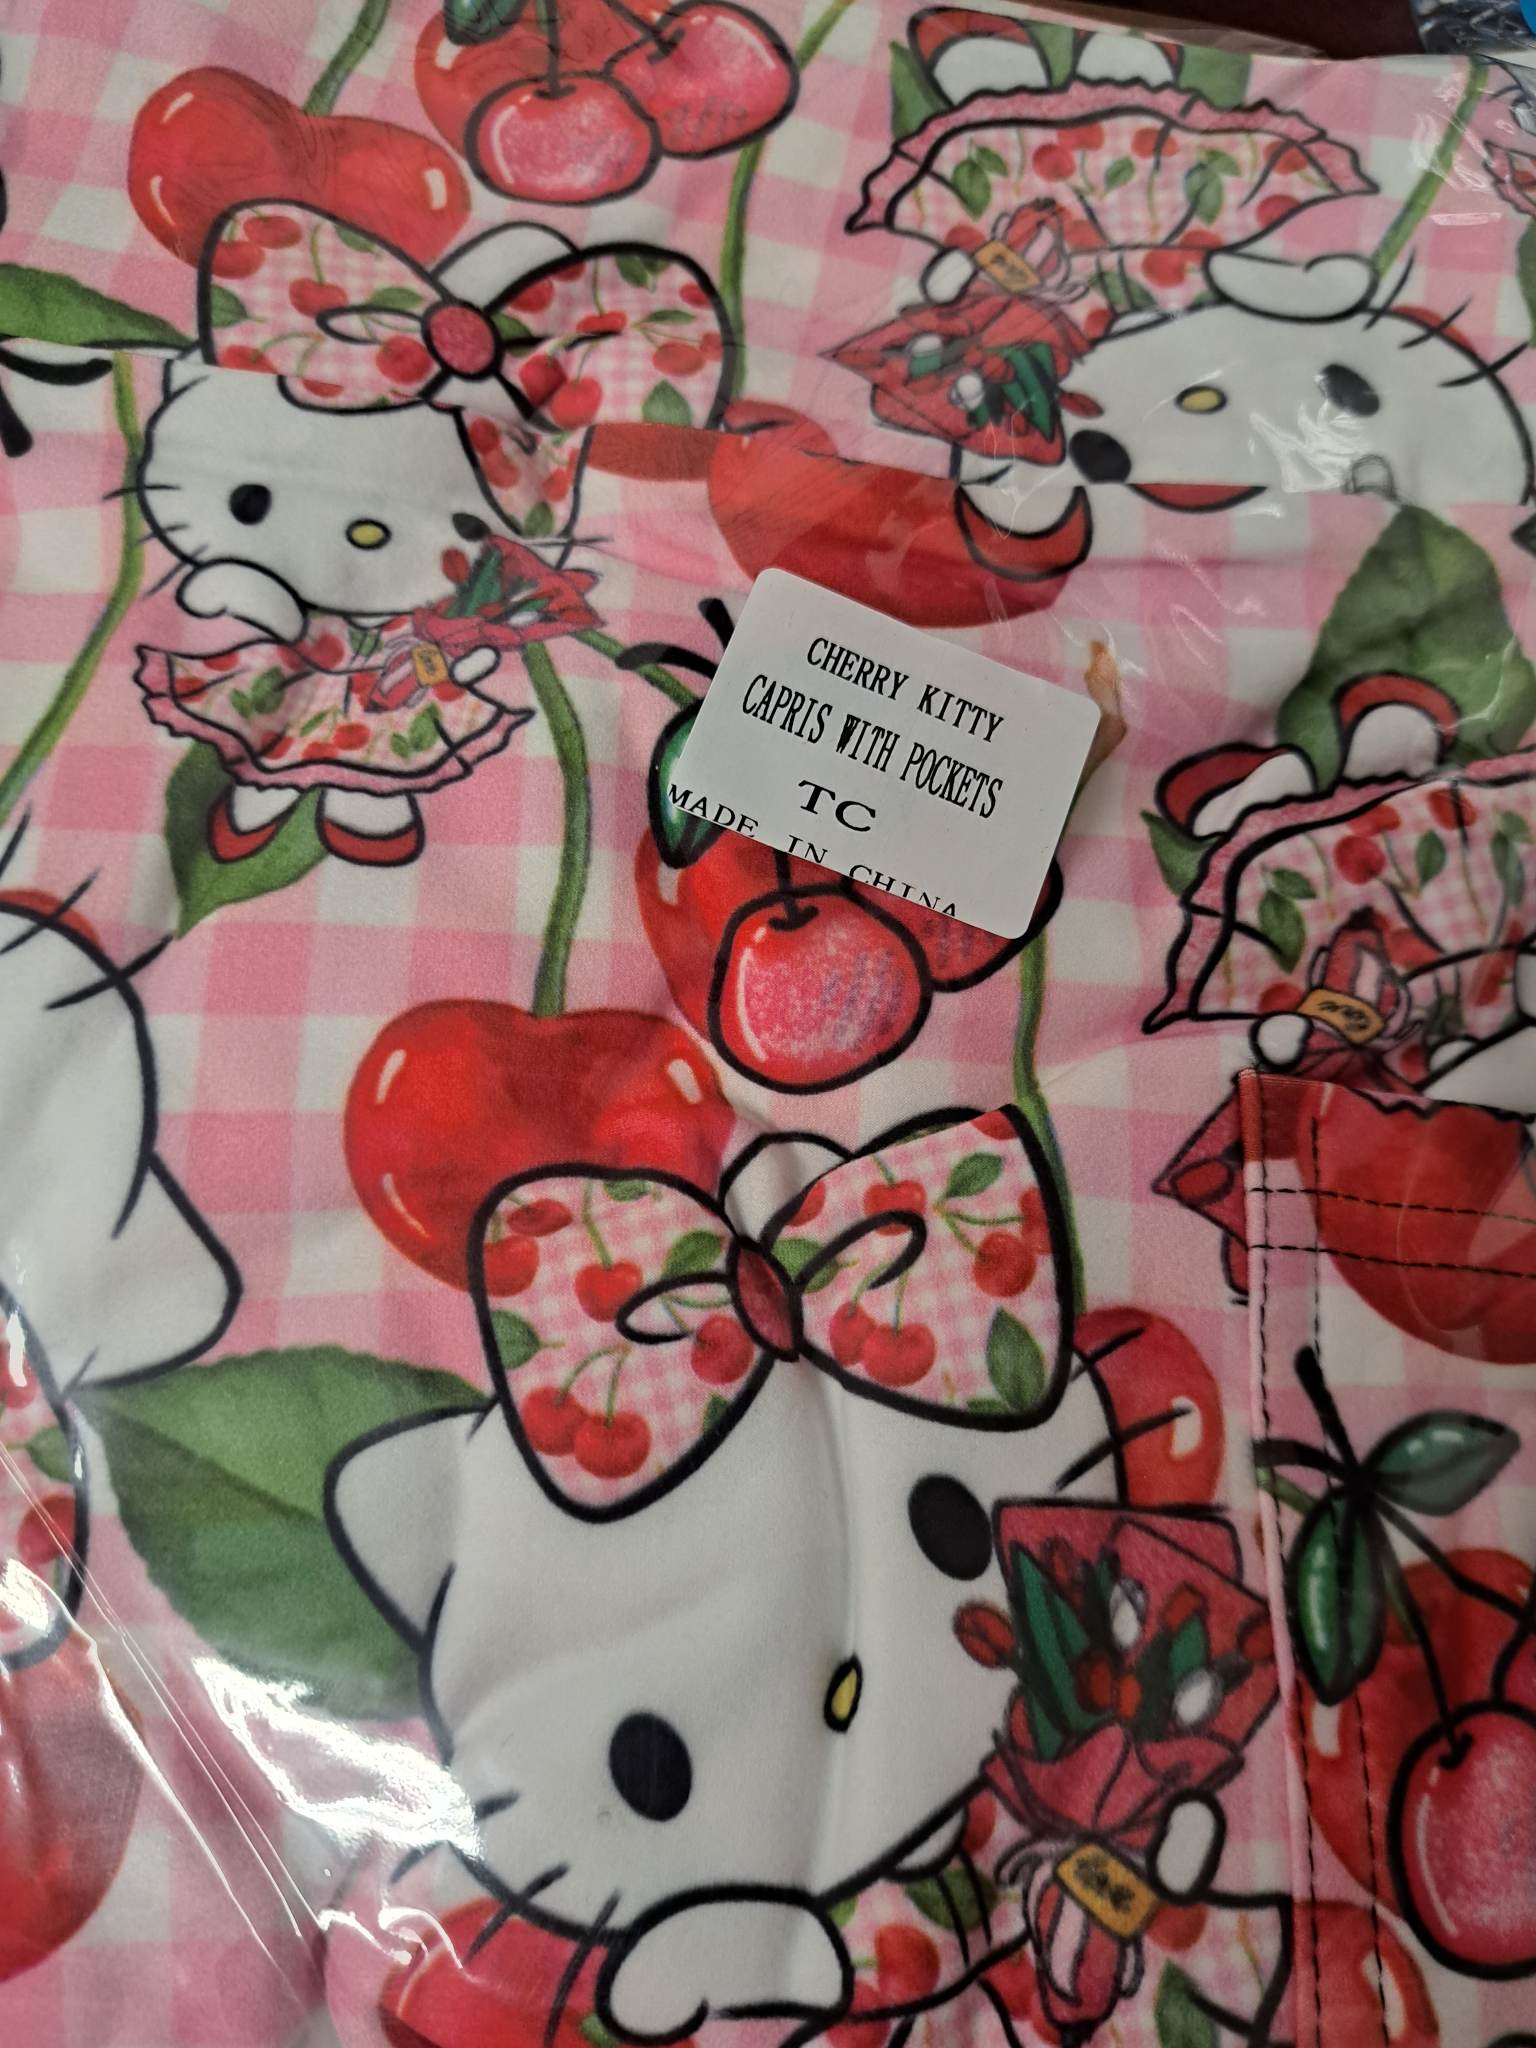 CHERRY KITTY
CAPRIS WITH POCKETS
TC
MADE IN CHINA